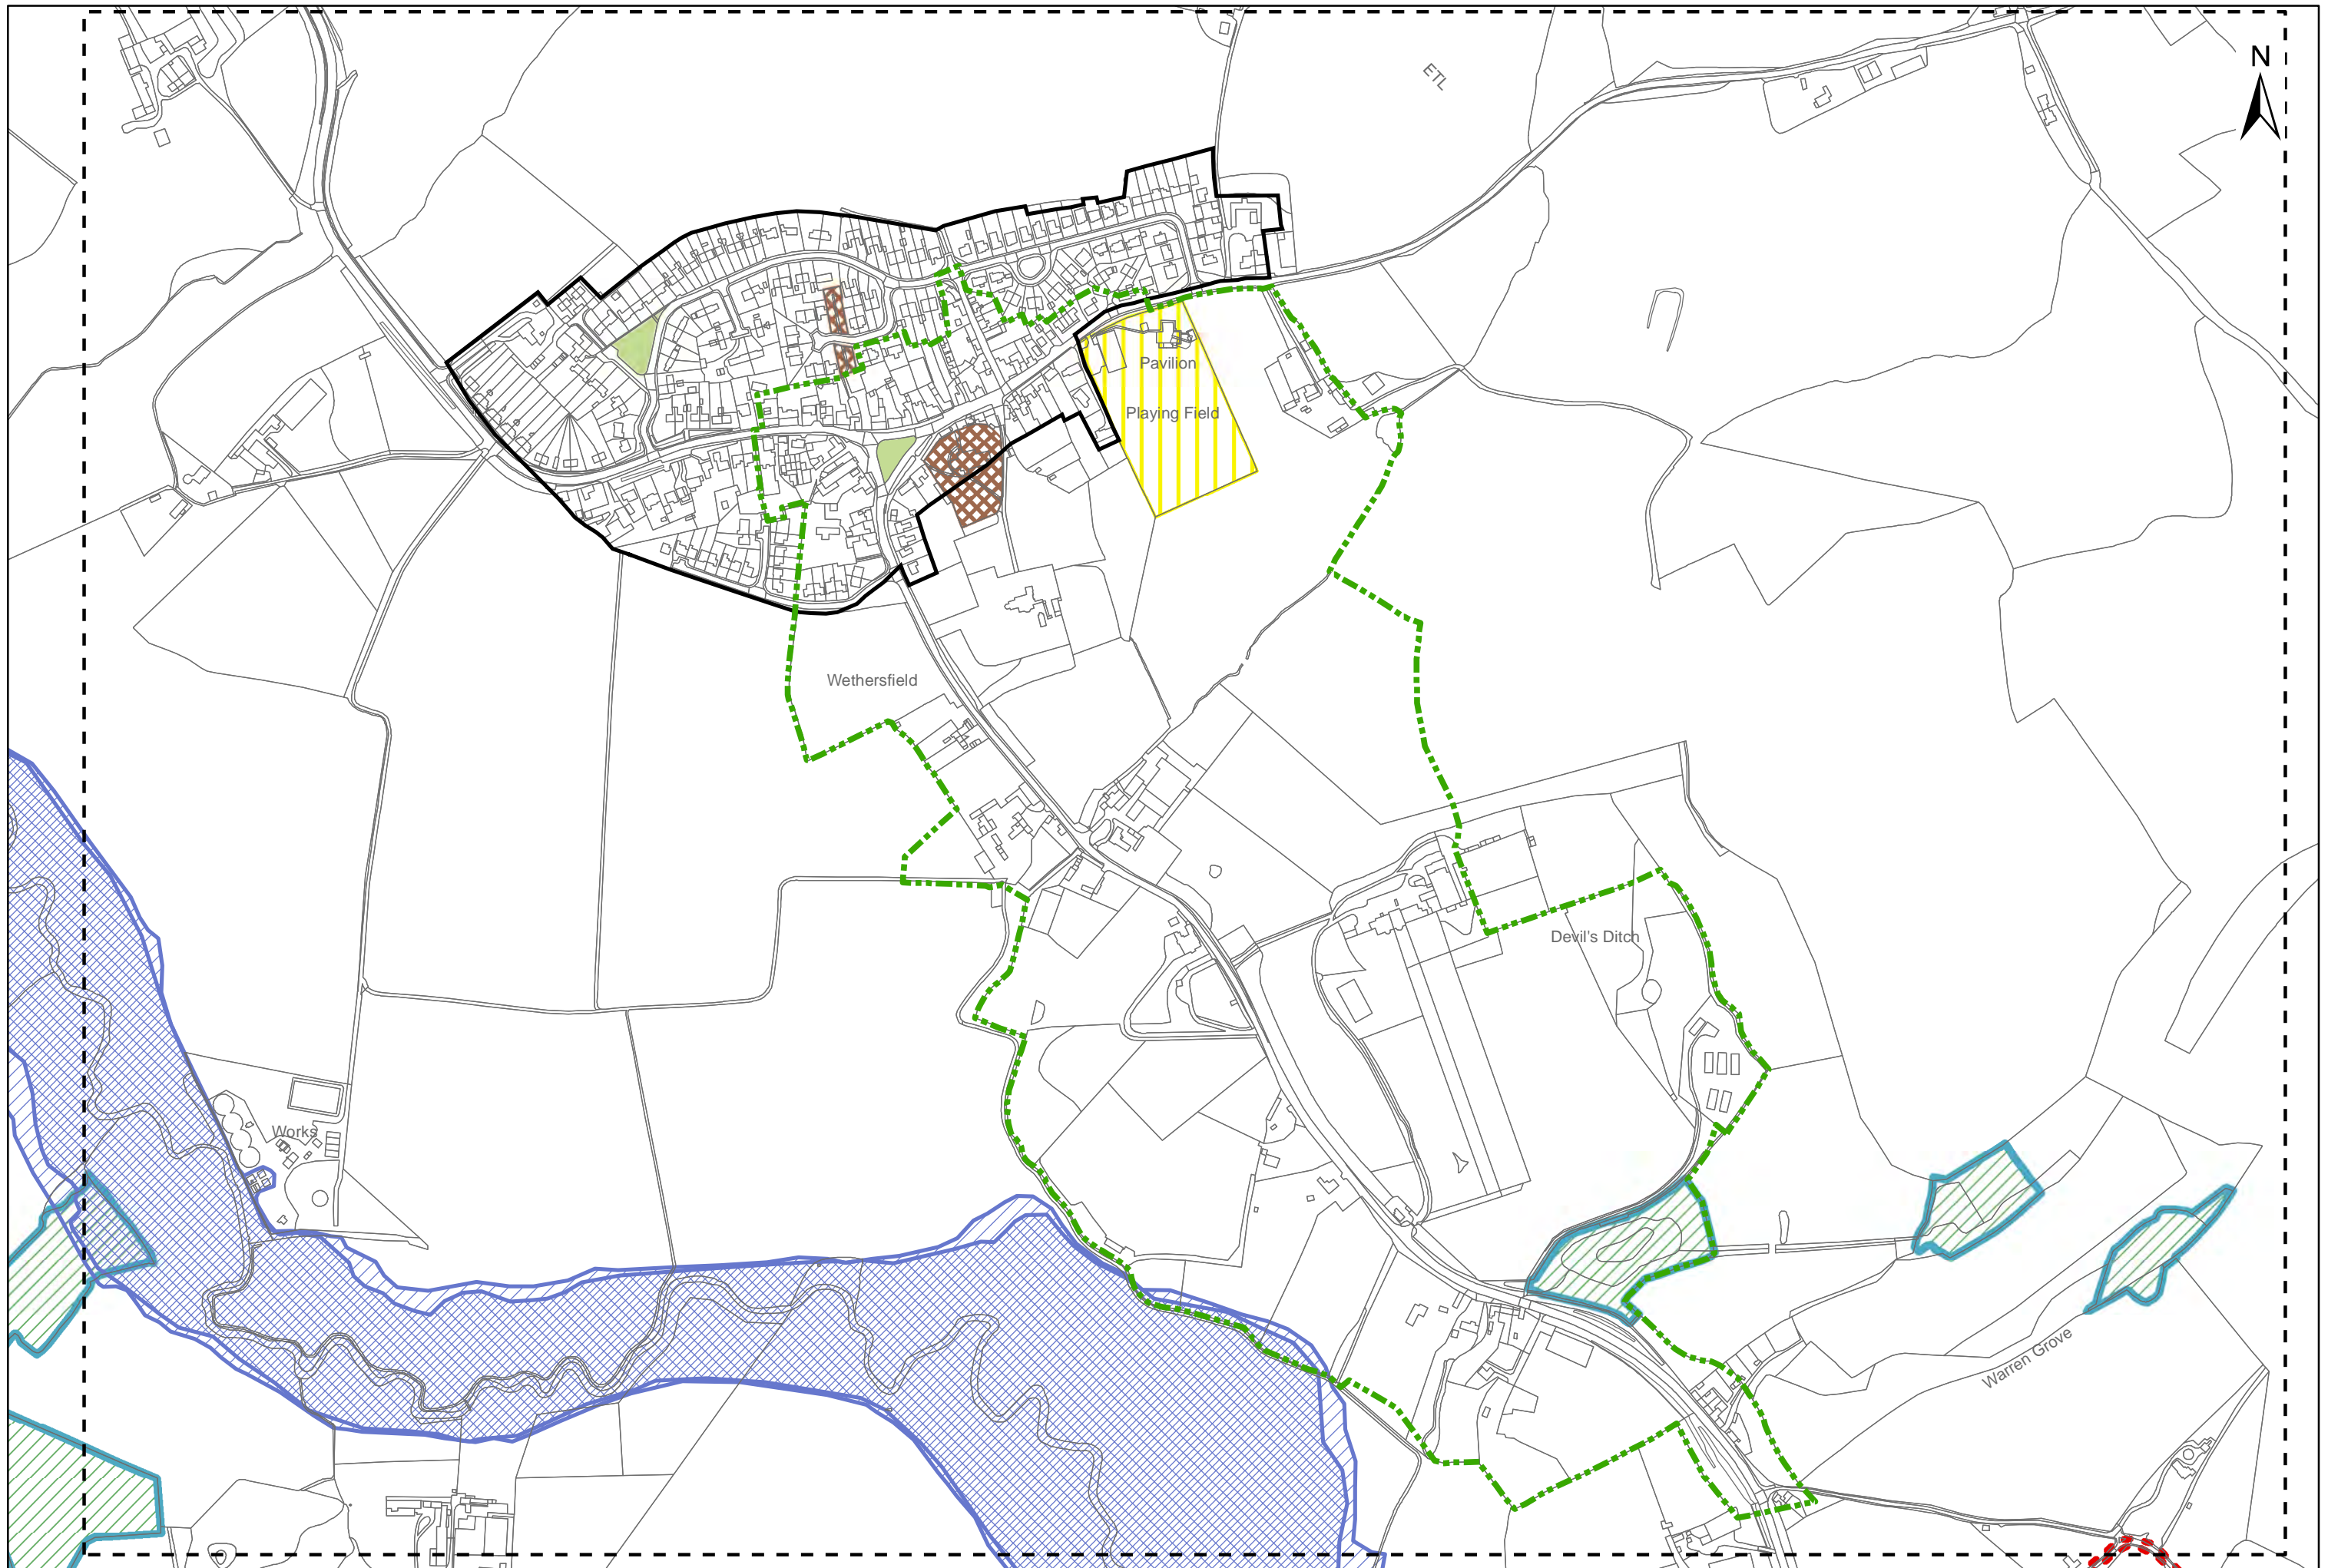 N
ETL
Pavilion
Playing Field
Wethersfield
Devil's Ditch
Works
Warren Grove